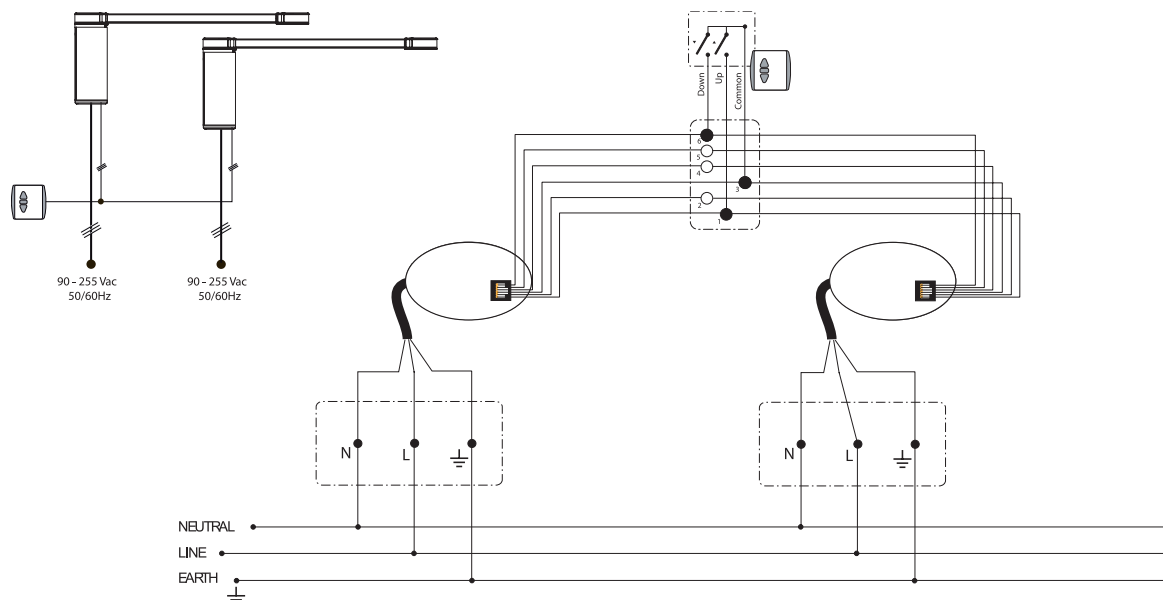 90 – 255 Vac
50/60Hz
90 – 255 Vac
50/60Hz
Down
Up
Common
6
5
4
3
2
1
N
L
N
L
NEUTRAL
LINE
EARTH